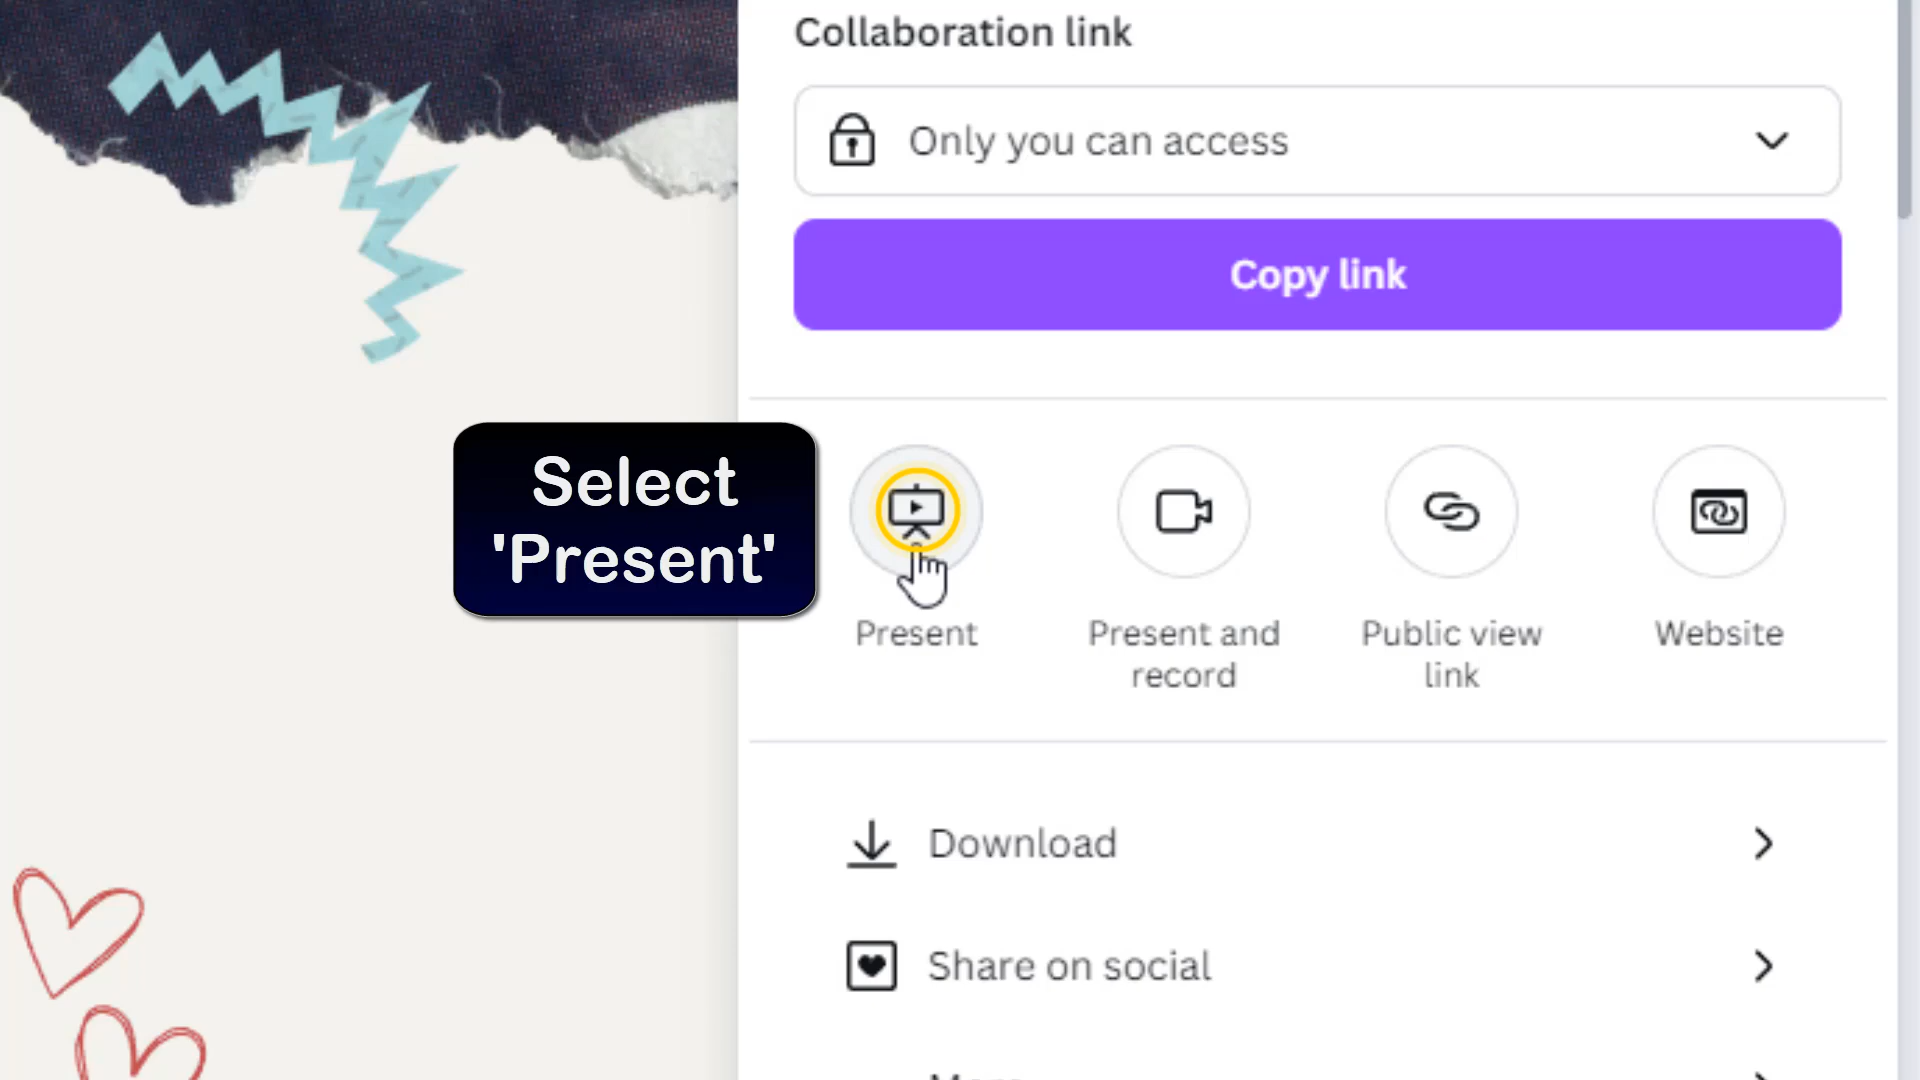 Collaboration link
Only you can access
Copy link
Select
'Present'
Present
Present and
record
Public view
link
Website
Download
Share on social